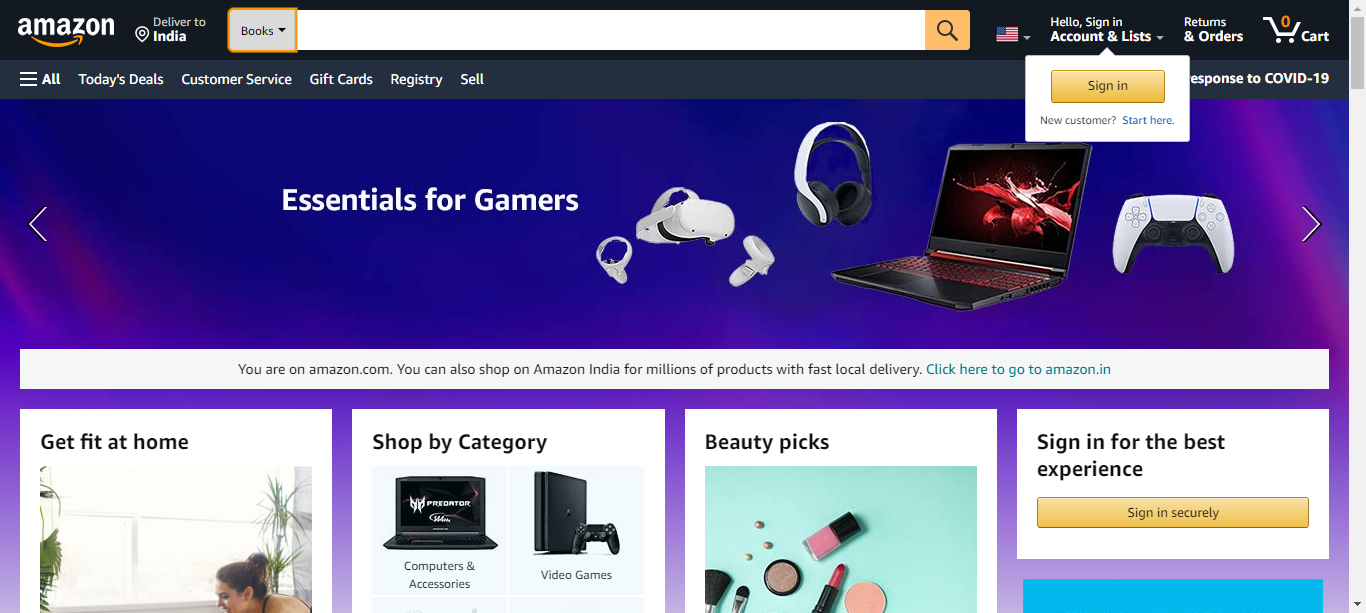 amazon
Deliver to
India
Books
Hello, Sign in
Account & Lists
Returns
& Orders
0
Cart
All
Today's Deals
Customer Service
Gift Cards
Registry
Sell
esponse to COVID-19
Sign in
New customer? Start here.
Essentials for Gamers
You are on amazon.com. You can also shop on Amazon India for millions of products with fast local delivery. Click here to go to amazon.in
Get fit at home
Shop by Category
PREDATOR
Computers &
Accessories
Video Games
Beauty picks
Sign in for the best
experience
Sign in securely